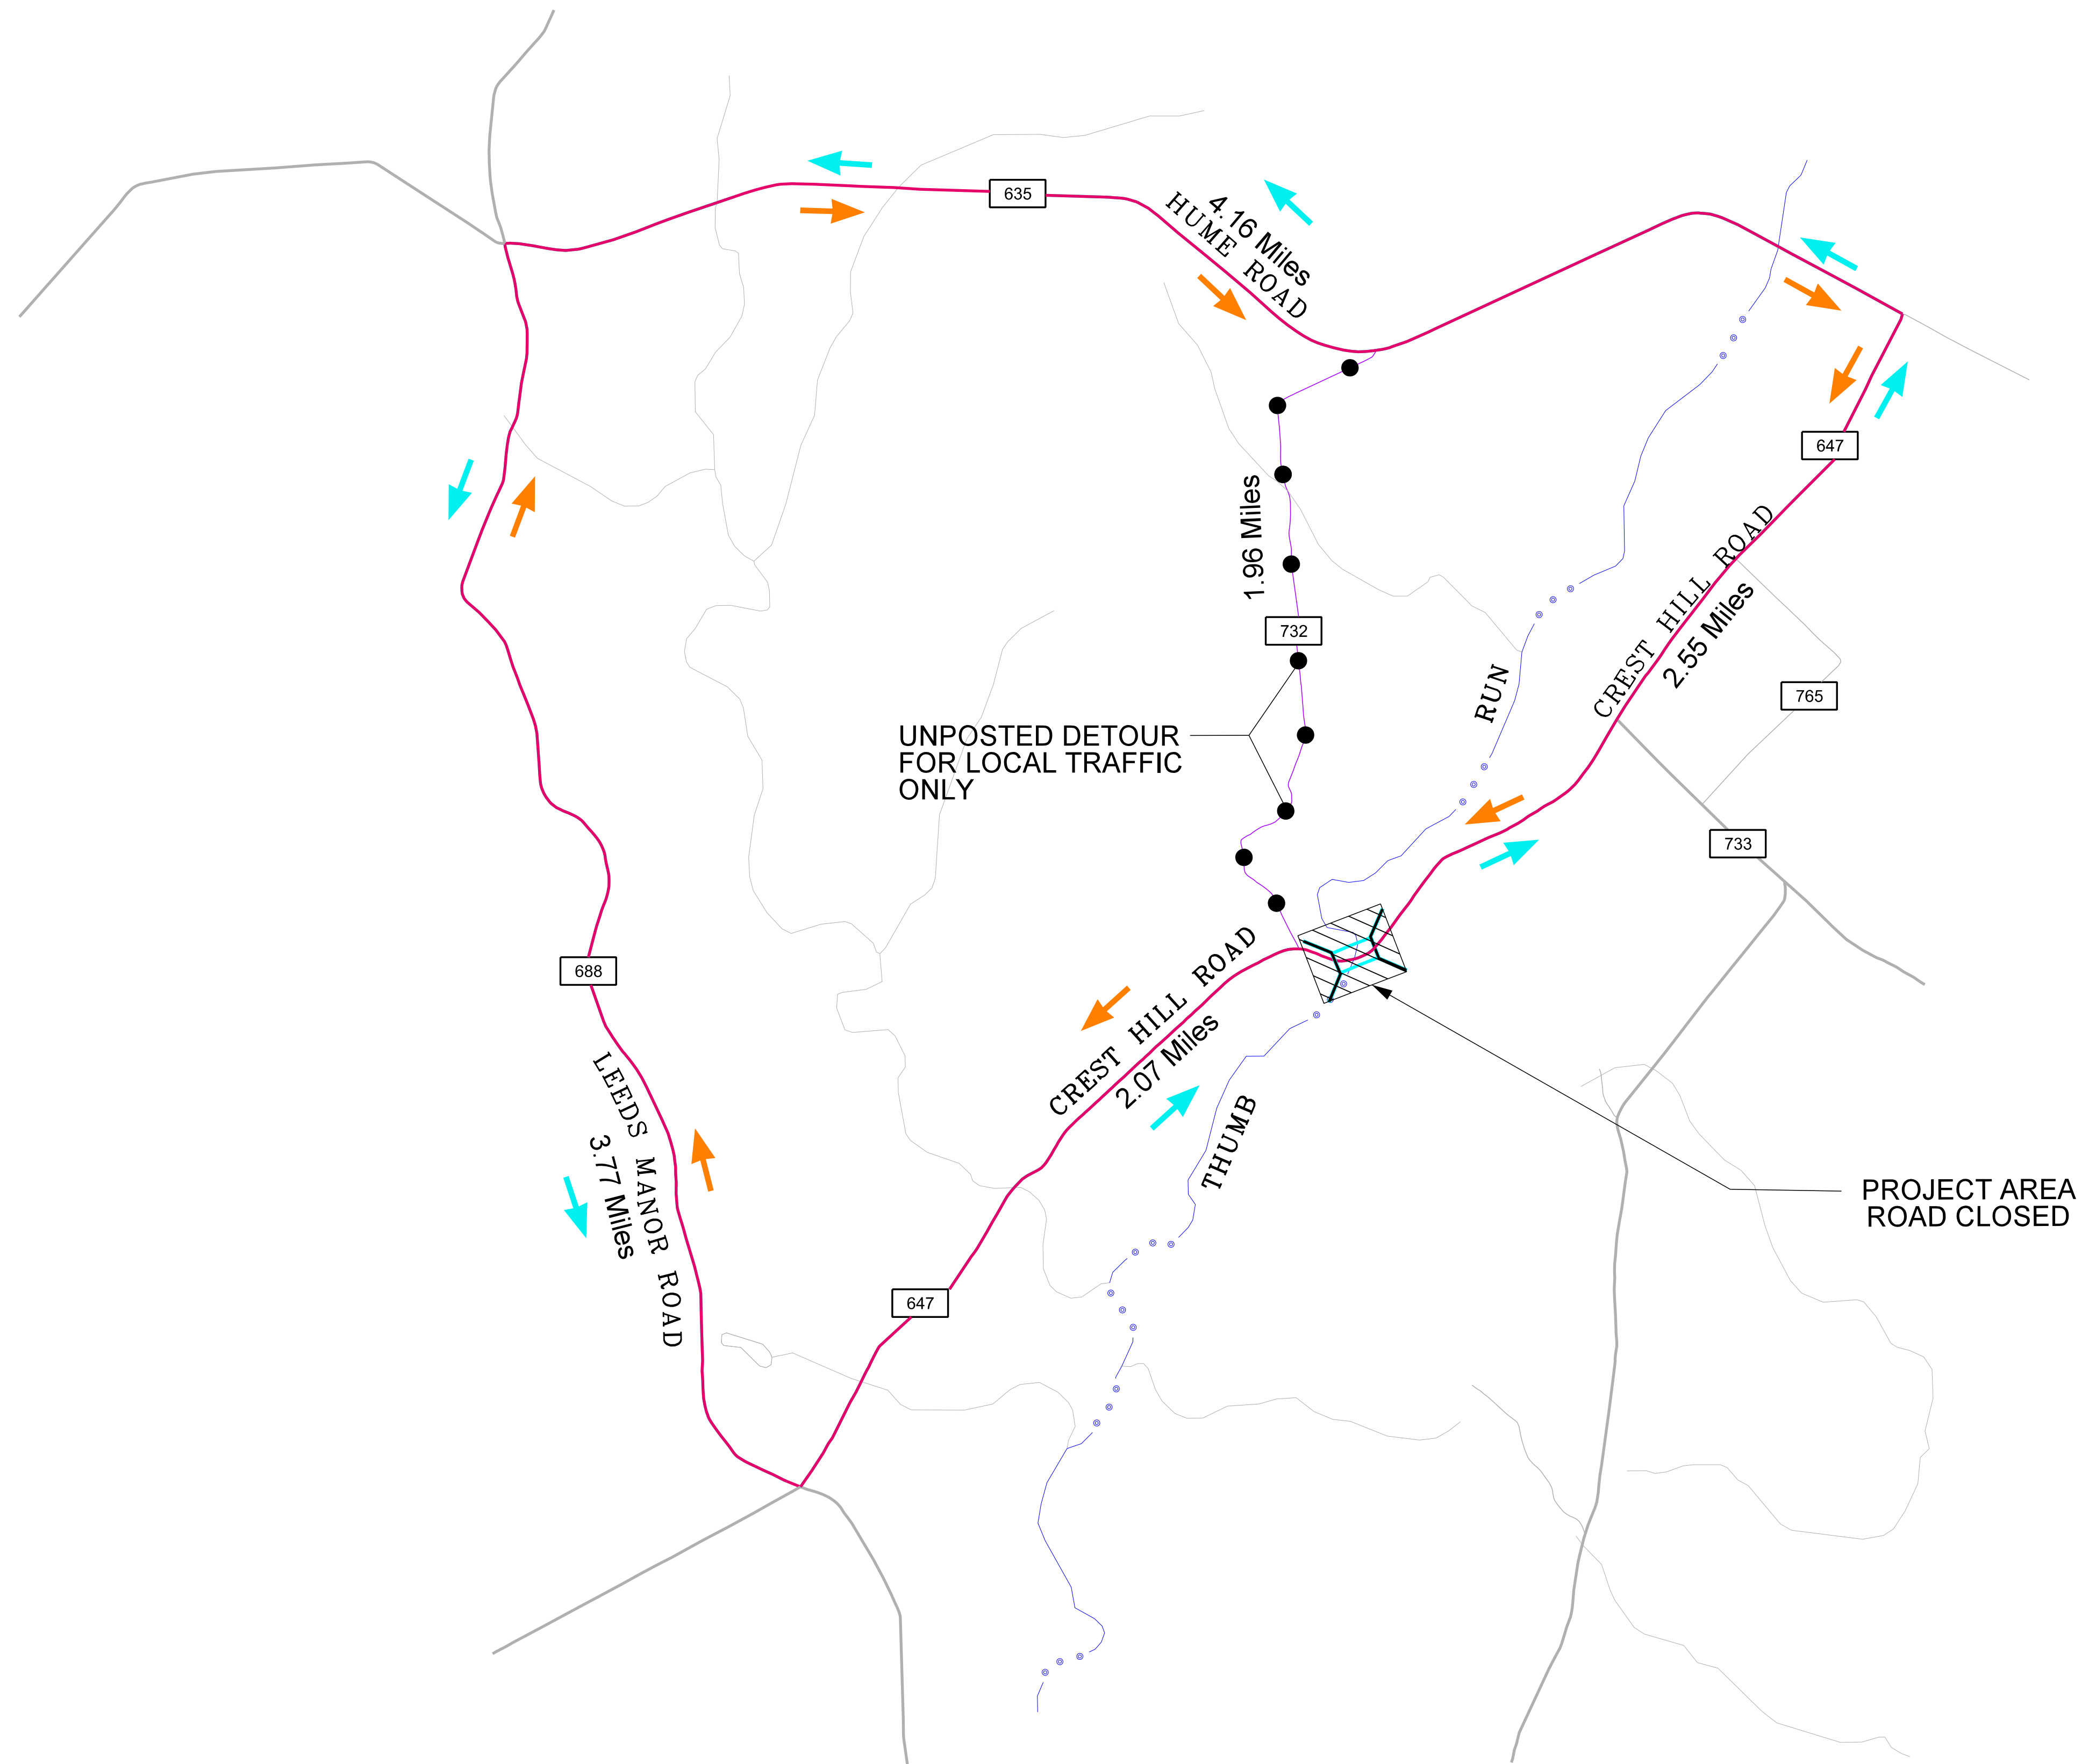 635
4.16 Miles
HUME ROAD
647
CREST HILL ROAD
2.55 Miles
1.96 Miles
732
765
RUN
UNPOSTED DETOUR
FOR LOCAL TRAFFIC
ONLY
733
688
CREST HILL ROAD
2.07 Miles
THUMB
LEEDS MANOR ROAD
3.77 Miles
PROJECT AREA
ROAD CLOSED
647